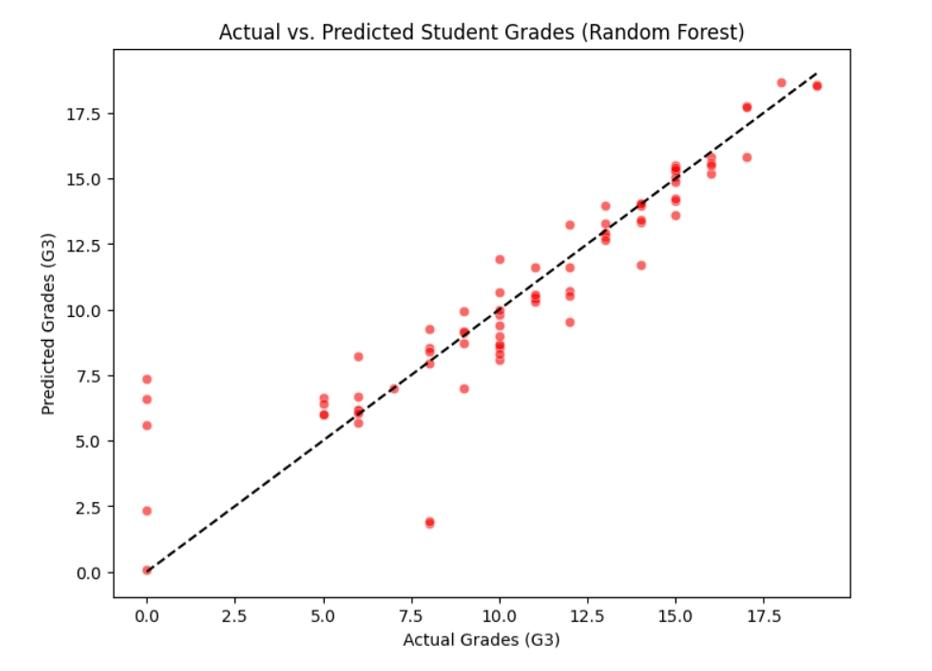 Actual vs. Predicted Student Grades (Random Forest)
Predicted Grades (G3)
17.5
15.0
12.5
10.0
7.5
5.0
2.5
0.0
0.0 2.5 5.0 7.5 10.0 12.5 15.0 17.5
Actual Grades (G3)